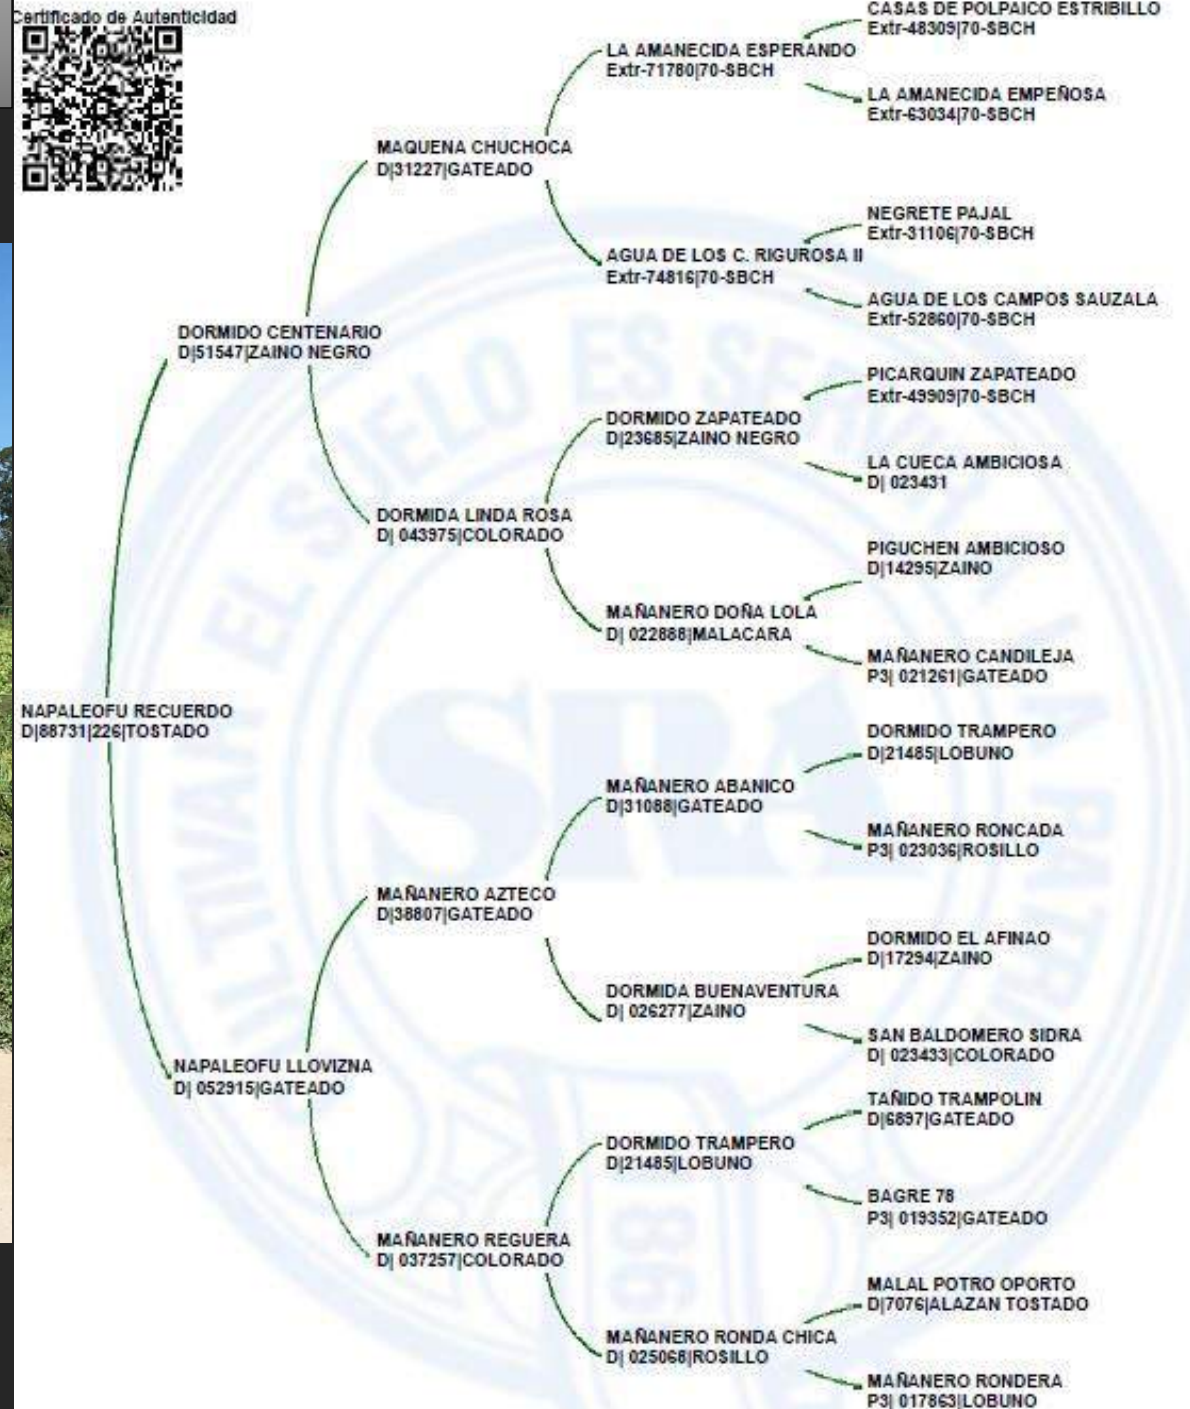 Certificado de Autenticidad
CASAS DE POLPAICO ESTRIBILLO
Extr-48309|70-SBCH
LA AMANECIDA ESPERANDO
Extr-71780|70-SBCH
LA AMANECIDA EMPEÑOSA
Extr-63034|70-SBCH
MAQUENA CHUCHOCA
D|31227|GATEADO
NEGRETE PAJAL
Extr-31106|70-SBCH
AGUA DE LOS C. RIGUROSA II
Extr-74816|70-SBCH
AGUA DE LOS CAMPOS SAUZALA
Extr-52860|70-SBCH
DORMIDO CENTENARIO
D|51547|ZAINO NEGRO
PICARQUIN ZAPATEADO
Extr-49909|70-SBCH
DORMIDO ZAPATEADO
D|23685|ZAINO NEGRO
LA CUECA AMBICIOSA
D| 023431
DORMIDA LINDA ROSA
D| 043975|COLORADO
PIGUCHEN AMBICIOSO
D|14295|ZAINO
MAÑANERO DOÑA LOLA
D| 022888|MALACARA
MAÑANERO CANDILEJA
P3| 021261|GATEADO
NAPALEOFU RECUERDO
D|88731|226|TOSTADO
DORMIDO TRAMPERO
D|21485|LOBUNO
MAÑANERO ABANICO
D|31088|GATEADO
MAÑANERO RONCADA
P3| 023036|ROSILLO
MAÑANERO AZTECO
D|38807|GATEADO
DORMIDO EL AFINAO
D|17294|ZAINO
DORMIDA BUENAVENTURA
D| 026277|ZAINO
SAN BALDOMERO SIDRA
D| 023433|COLORADO
NAPALEOFU LLOVIZNA
D| 052915|GATEADO
TAÑIDO TRAMPOLIN
D|6897|GATEADO
DORMIDO TRAMPERO
D|21485|LOBUNO
BAGRE 78
P3| 019352|GATEADO
MAÑANERO REGUERA
D| 037257|COLORADO
MALAL POTRO OPORTO
D|7076|ALAZAN TOSTADO
MAÑANERO RONDA CHICA
D| 025068|ROSILLO
MAÑANERO RONDERA
P3| 017863|LOBUNO
SRA
EL SUELO ES SERVIR